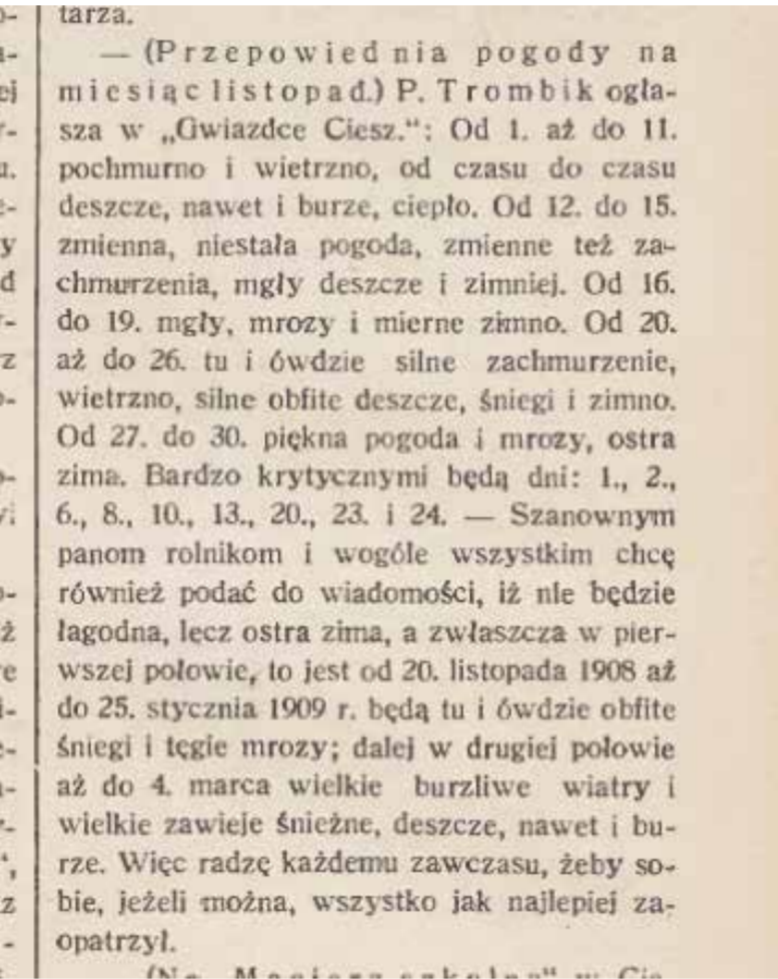 tarza.
— (Przepowiednia pogody na
miesiąc listopad.) P. Trombik ogła-
sza w „Gwiazdce Ciesz.“: Od 1. aż do 11.
pochmurno i wietrzno, od czasu do czasu
deszcze, nawet i burze, ciepło. Od 12. do 15.
zmienna, niestała pogoda, zmienne też za-
chmurzenia, mgły deszcze i zimniej. Od 16.
do 19. mgły, mrozy i mierne zimno. Od 20.
aż do 26. tu i ówdzie silne zachmurzenie,
wietrzno, silne obfite deszcze, śniegi i zimno.
Od 27. do 30. piękna pogoda i mrozy, ostra
zima. Bardzo krytycznymi będą dni: 1., 2.,
6., 8., 10., 13., 20., 23. i 24. — Szanownym
panom rolnikom i wogóle wszystkim chcę
również podać do wiadomości, iż nie będzie
łagodna, lecz ostra zima, a zwłaszcza w pier-
wszej połowie, to jest od 20. listopada 1908 aż
do 25. stycznia 1909 r. będą tu i ówdzie obfite
śniegi i tęgie mrozy; dalej w drugiej połowie
aż do 4. marca wielkie burzliwe wiatry i
wielkie zawieje śnieżne, deszcze, nawet i bu-
rze. Więc radzę każdemu zawczasu, żeby so-
bie, jeżeli można, wszystko jak najlepiej za-
opatrzył.